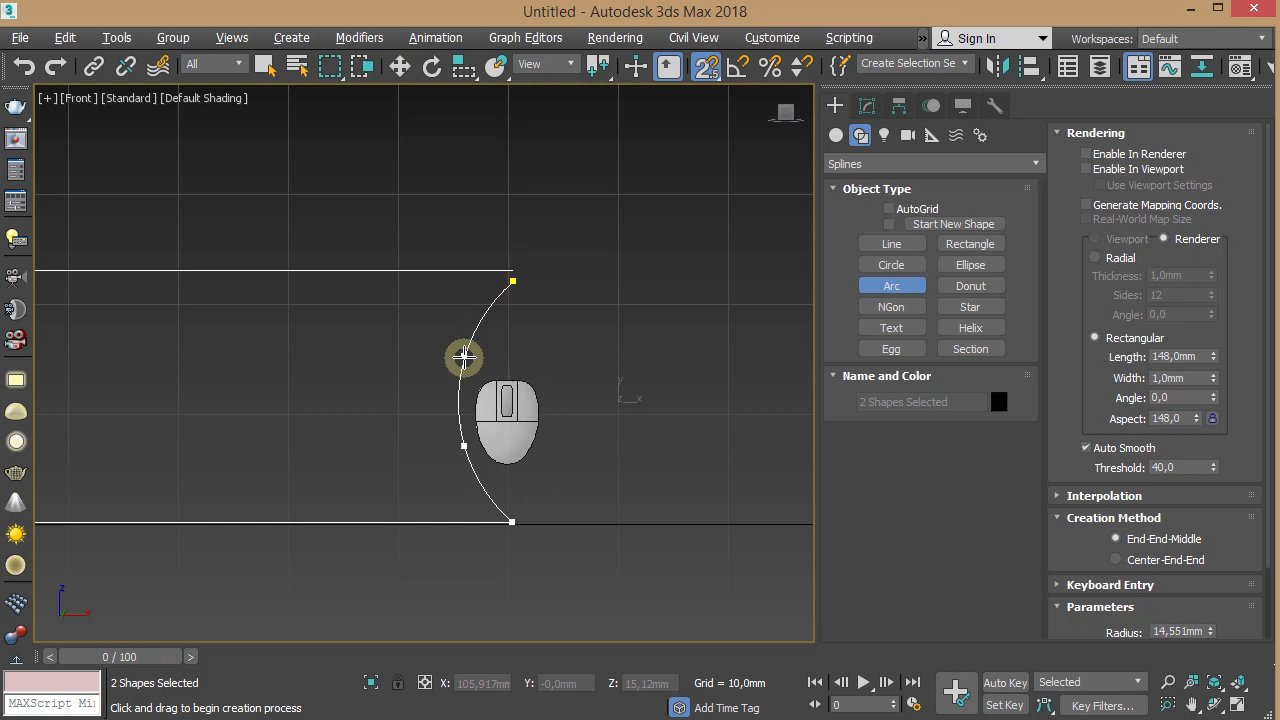 Untitled - Autodesk 3ds Max 2018
File Edit Tools Group Views Create Modifiers Animation Graph Editors Rendering Civil View Customize Scripting » Sign In Workspaces: Default
All View Create Selection Se
[+] [Front] [Standard] [Default Shading]
Splines
Object Type
AutoGrid
Start New Shape
Line Rectangle
Circle Ellipse
Arc Donut
NGon Star
Text Helix
Egg Section
Name and Color
2 Shapes Selected
Rendering
Enable In Renderer
Enable In Viewport
Use Viewport Settings
Generate Mapping Coords.
Real-World Map Size
Viewport Renderer
Radial
Thickness: 1,0mm
Sides: 12
Angle: 0,0
Rectangular
Length: 148,0mm
Width: 1,0mm
Angle: 0,0
Aspect: 148,0
Auto Smooth
Threshold: 40,0
Interpolation
Creation Method
End-End-Middle
Center-End-End
Keyboard Entry
Parameters
Radius: 14,551mm
y
z x
z
y x
< 0 / 100 >
2 Shapes Selected X: 105,917mm Y: -0,0mm Z: 15,12mm Grid = 10,0mm Auto Key Selected
MAXScript Mi Click and drag to begin creation process Add Time Tag 0 Set Key Key Filters...